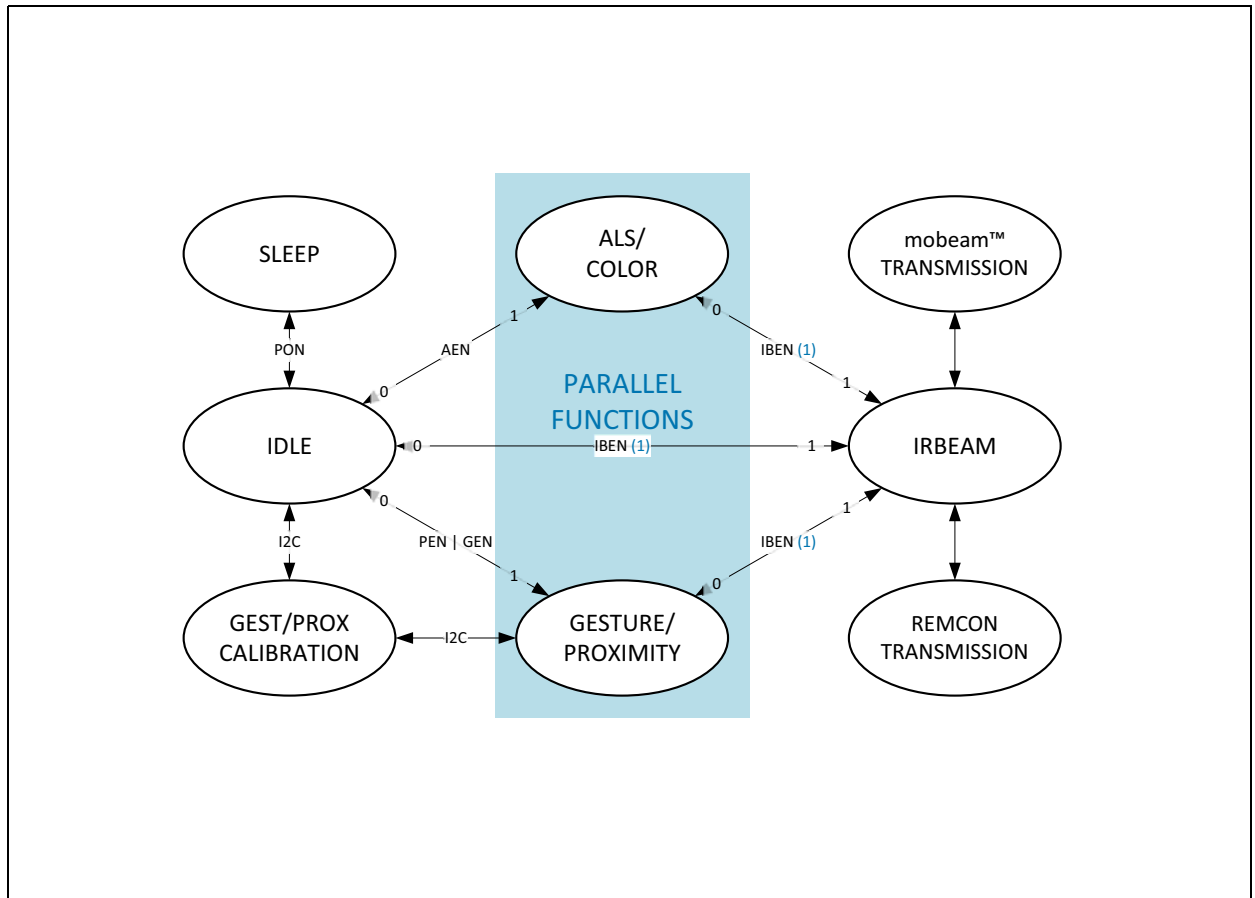 SLEEP
ALS/
COLOR
mobeam™
TRANSMISSION
1
0
PON
AEN
IBEN (1)
PARALLEL
FUNCTIONS
0
1
IDLE
0
IBEN (1)
1
IRBEAM
0
1
I2C
PEN | GEN
IBEN (1)
1
0
GEST/PROX
CALIBRATION
I2C
GESTURE/
PROXIMITY
REMCON
TRANSMISSION